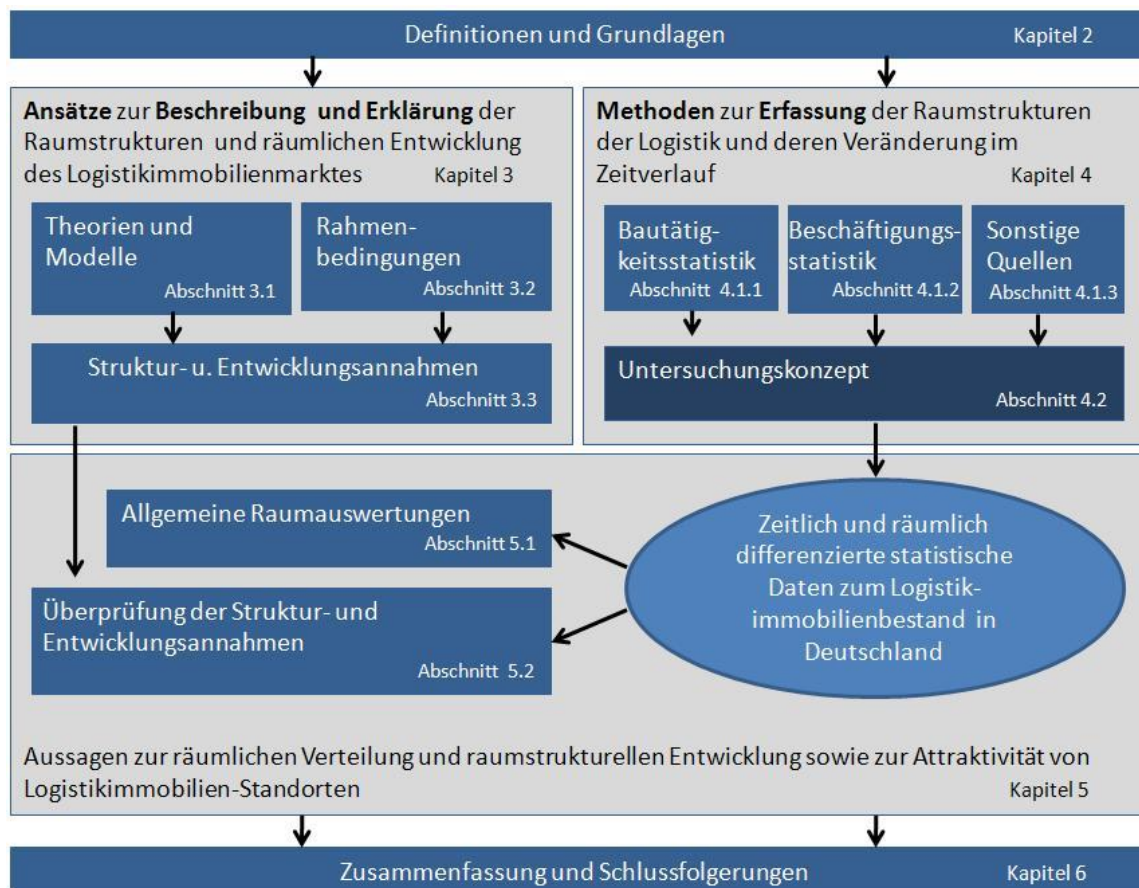 Definitionen und Grundlagen Kapitel 2
Ansätze zur Beschreibung und Erklärung der
Raumstrukturen und räumlichen Entwicklung
des Logistikimmobilienmarktes Kapitel 3
Theorien und
Modelle
Abschnitt 3.1
Rahmen-
bedingungen
Abschnitt 3.2
Struktur- u. Entwicklungsannahmen
Abschnitt 3.3
Methoden zur Erfassung der Raumstrukturen
der Logistik und deren Veränderung im
Zeitverlauf Kapitel 4
Bautätig-
keitsstatistik
Abschnitt 4.1.1
Beschäftigungs-
statistik
Abschnitt 4.1.2
Sonstige
Quellen
Abschnitt 4.1.3
Untersuchungskonzept
Abschnitt 4.2
Allgemeine Raumauswertungen
Abschnitt 5.1
Überprüfung der Struktur- und
Entwicklungsannahmen
Abschnitt 5.2
Zeitlich und räumlich
differenzierte statistische
Daten zum Logistik-
immobilienbestand in
Deutschland
Aussagen zur räumlichen Verteilung und raumstrukturellen Entwicklung sowie zur Attraktivität von
Logistikimmobilien-Standorten Kapitel 5
Zusammenfassung und Schlussfolgerungen Kapitel 6